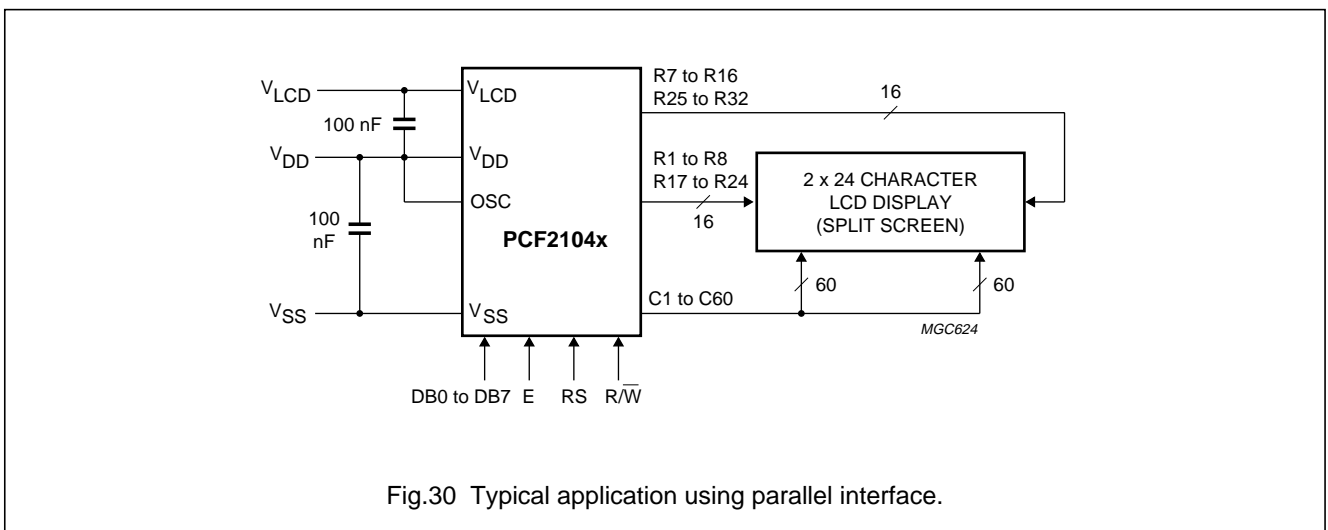 R7 to R16
R25 to R32
16
VLCD
VLCD
100 nF
VDD
VDD
R1 to R8
R17 to R24
16
2 x 24 CHARACTER
LCD DISPLAY
(SPLIT SCREEN)
OSC
100
nF
PCF2104x
60
60
C1 to C60
VSS
VSS
MGC624
DB0 to DB7 E RS R/W̅
Fig.30 Typical application using parallel interface.